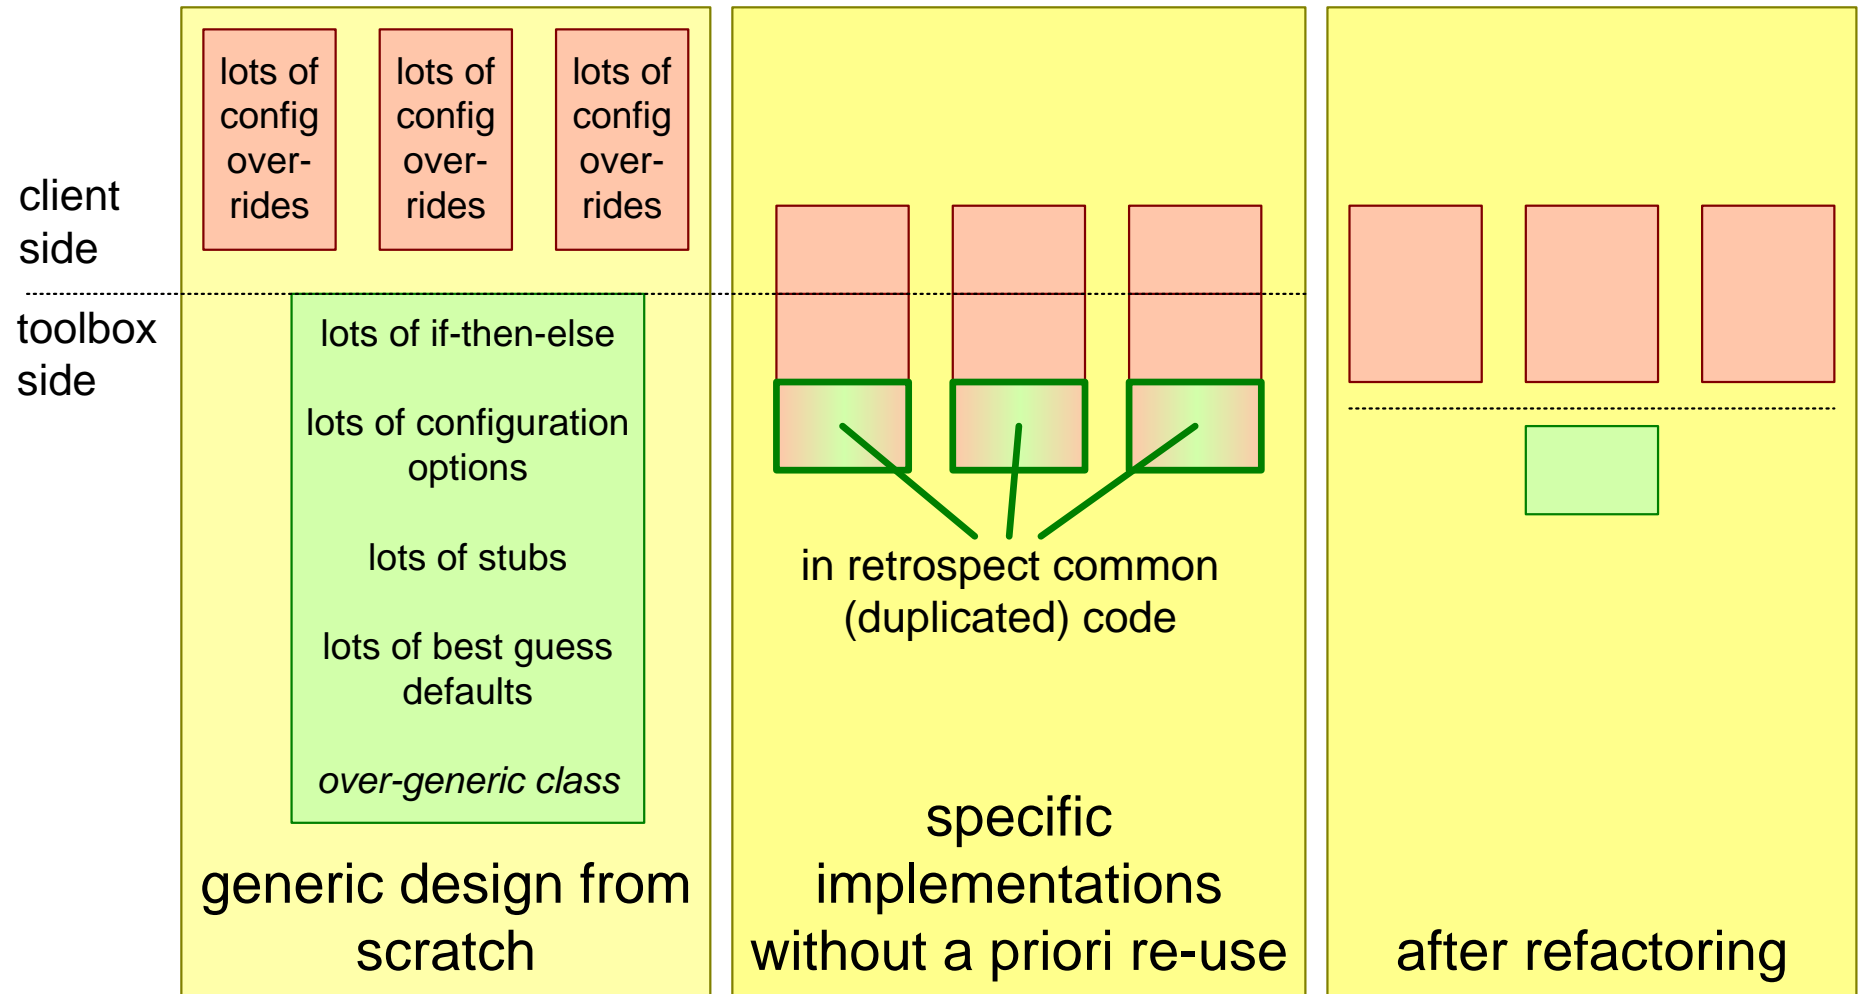 lots of
config
over-
rides
lots of
config
over-
rides
lots of
config
over-
rides
client
side
toolbox
side
lots of if-then-else
lots of configuration
options
lots of stubs
lots of best guess
defaults
over-generic class
generic design from
scratch
in retrospect common
(duplicated) code
specific
implementations
without a priori re-use
after refactoring